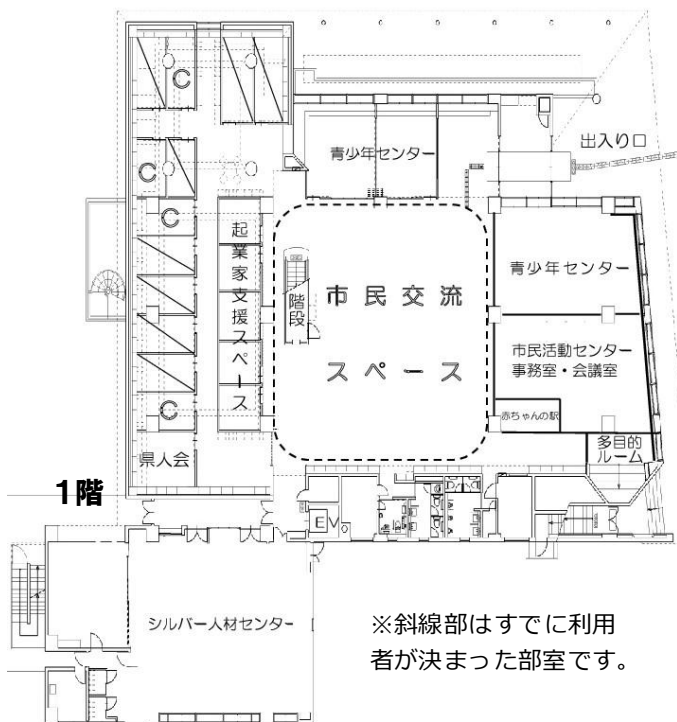 C
青少年センター
出入り口
C
C
起業家支援スペース
階段
市民交流
スペース
青少年センター
市民活動センター
事務室・会議室
赤ちゃんの駅
C
県人会
多目的
ルーム
1階
EV
シルバー人材センター
※斜線部はすでに利用
者が決まった部室です。